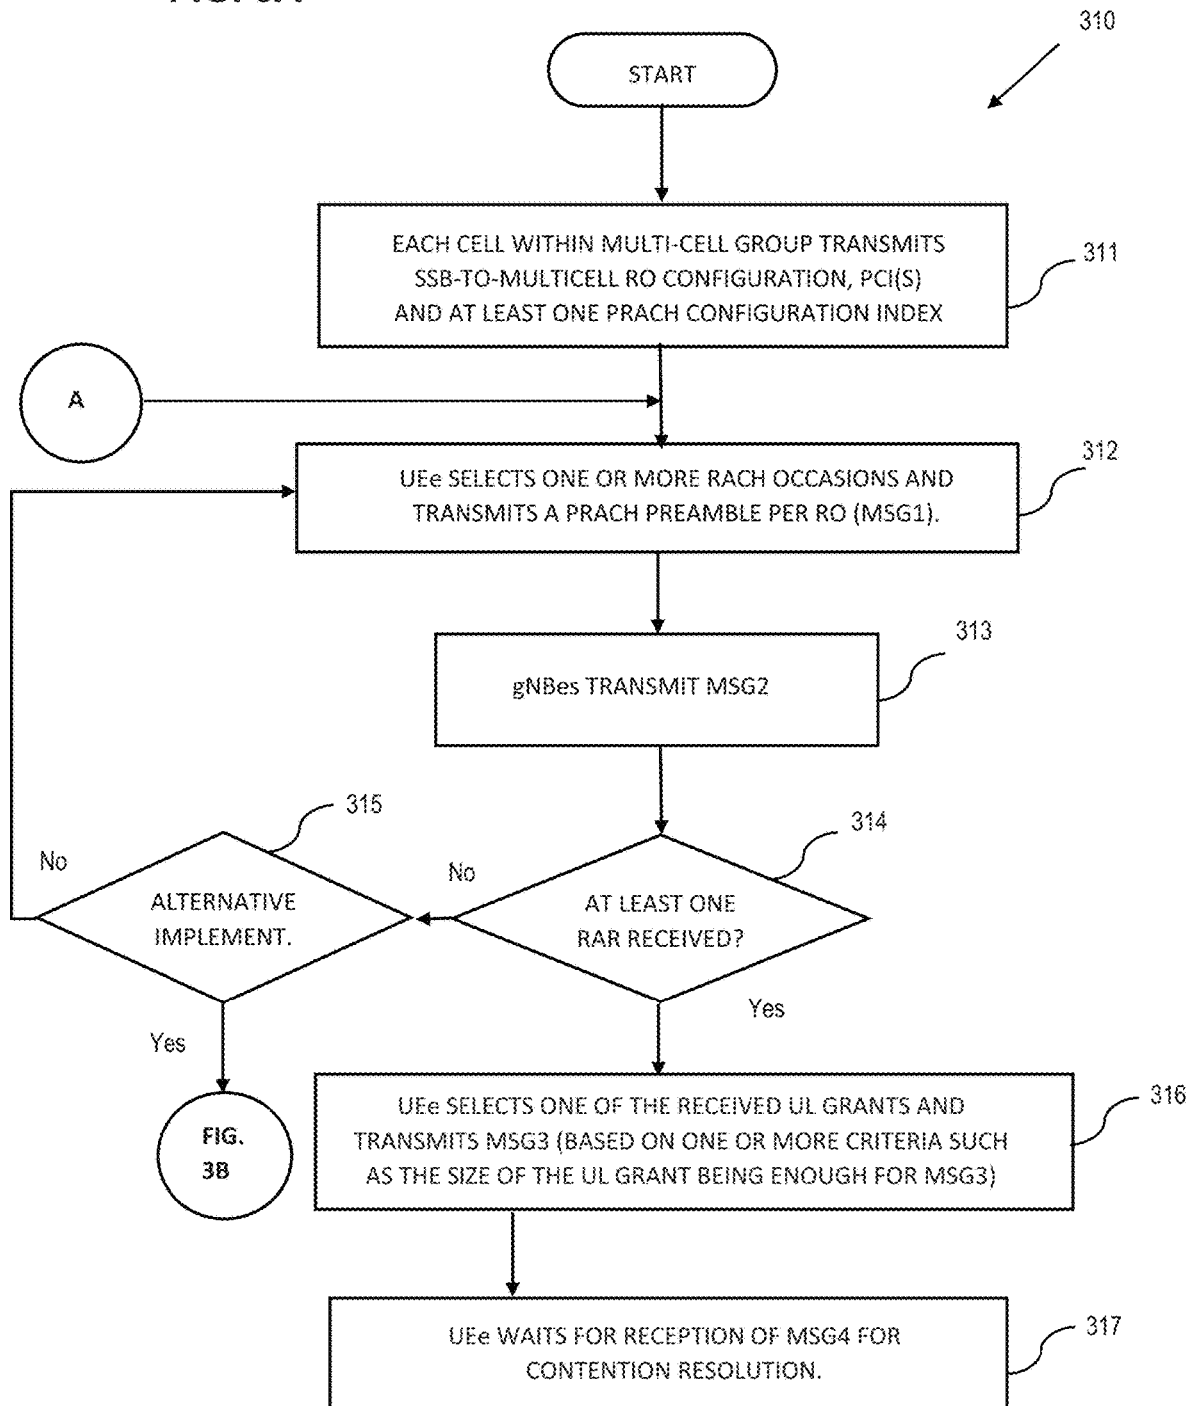 310
START
EACH CELL WITHIN MULTI-CELL GROUP TRANSMITS
SSB-TO-MULTICELL RO CONFIGURATION, PCI(S)
AND AT LEAST ONE PRACH CONFIGURATION INDEX
311
A
312
UEe SELECTS ONE OR MORE RACH OCCASIONS AND
TRANSMITS A PRACH PREAMBLE PER RO (MSG1).
313
gNBes TRANSMIT MSG2
315
314
No
No
ALTERNATIVE
IMPLEMENT.
AT LEAST ONE
RAR RECEIVED?
Yes
Yes
FIG.
3B
UEe SELECTS ONE OF THE RECEIVED UL GRANTS AND
TRANSMITS MSG3 (BASED ON ONE OR MORE CRITERIA SUCH
AS THE SIZE OF THE UL GRANT BEING ENOUGH FOR MSG3)
316
UEe WAITS FOR RECEPTION OF MSG4 FOR
CONTENTION RESOLUTION.
317